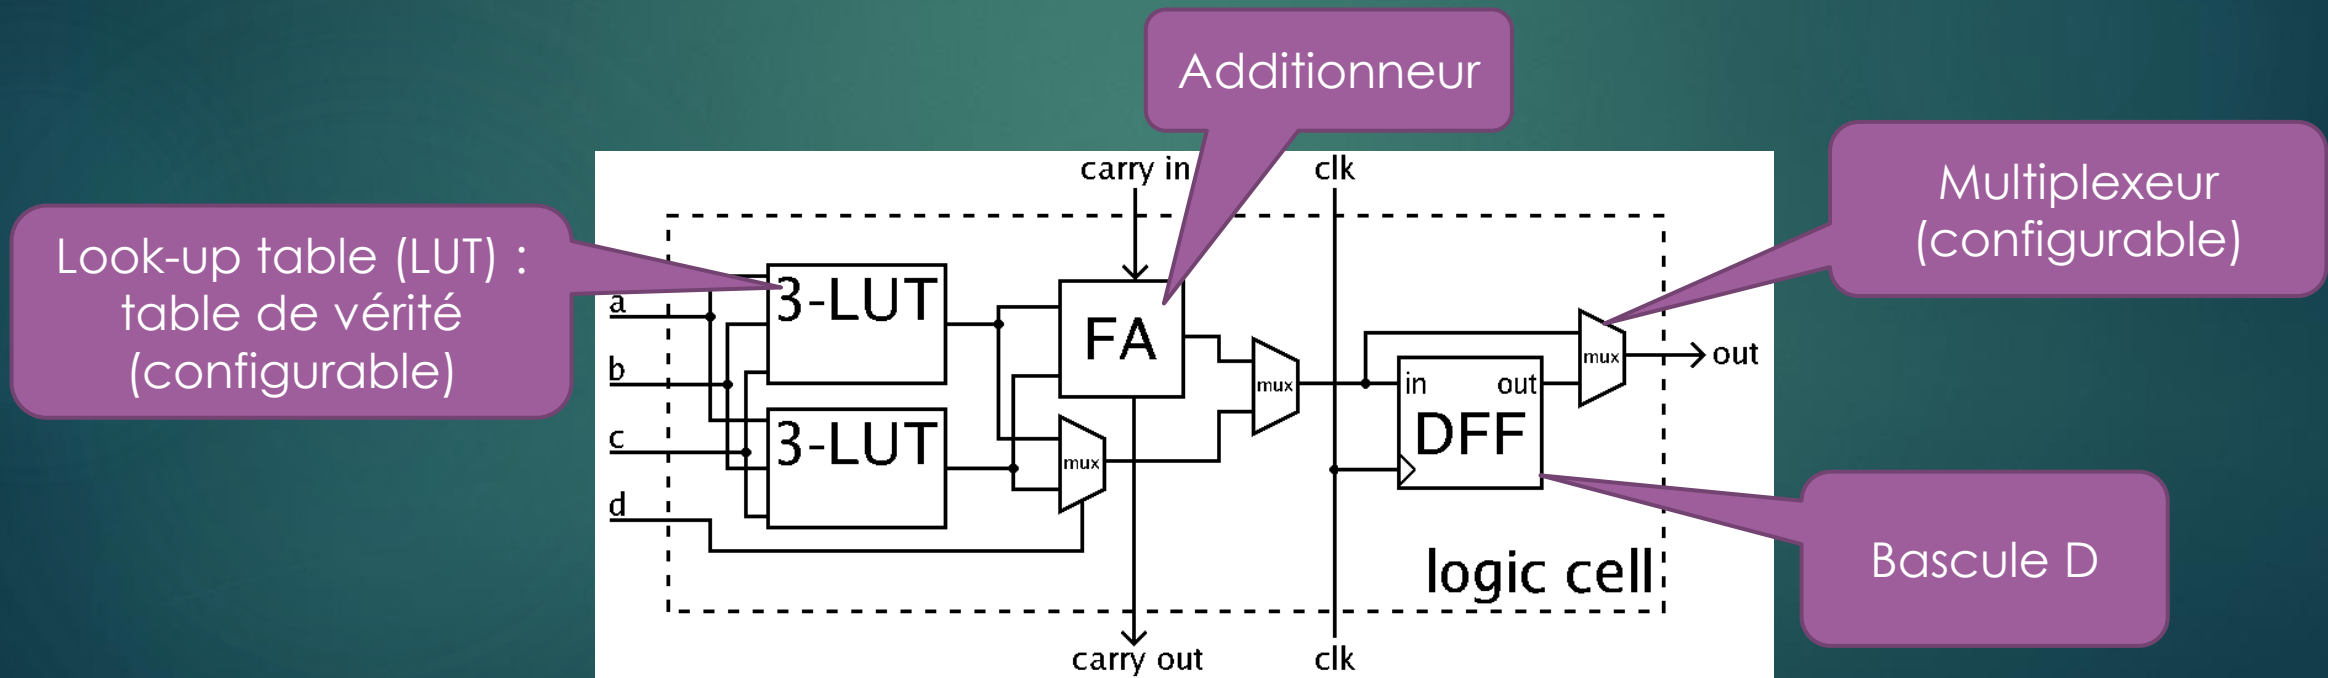 Additionneur
Multiplexeur
(configurable)
Look-up table (LUT) :
table de vérité
(configurable)
Bascule D
carry in
clk
a
b
c
d
3-LUT
3-LUT
FA
mux
mux
mux
in
out
DFF
out
logic cell
carry out
clk